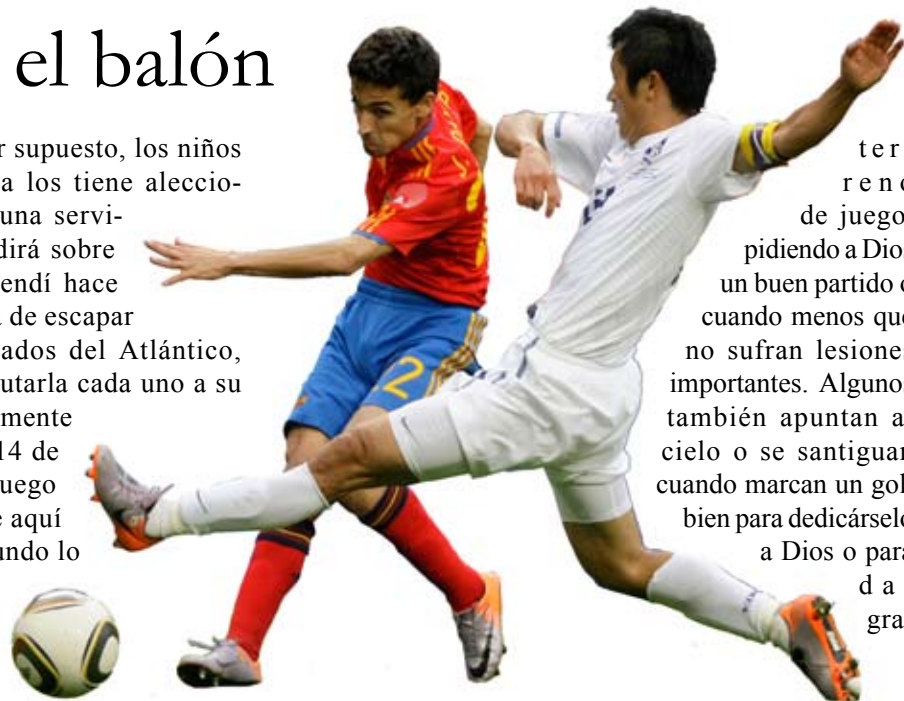 el balón
r supuesto, los niños
a los tiene aleccio-
una servi-
dirá sobre
endí hace
de escapar
ados del Atlántico,
utarla cada uno a su
mente
14 de
uego
e aquí
undo lo
2
ter
reno
de juego
pidiendo a Dios
un buen partido o
cuando menos que
no sufran lesiones
importantes. Algunos
también apuntan a
cielo o se santiguan
cuando marcan un gol
bien para dedicárselo
a Dios o para
da
gra